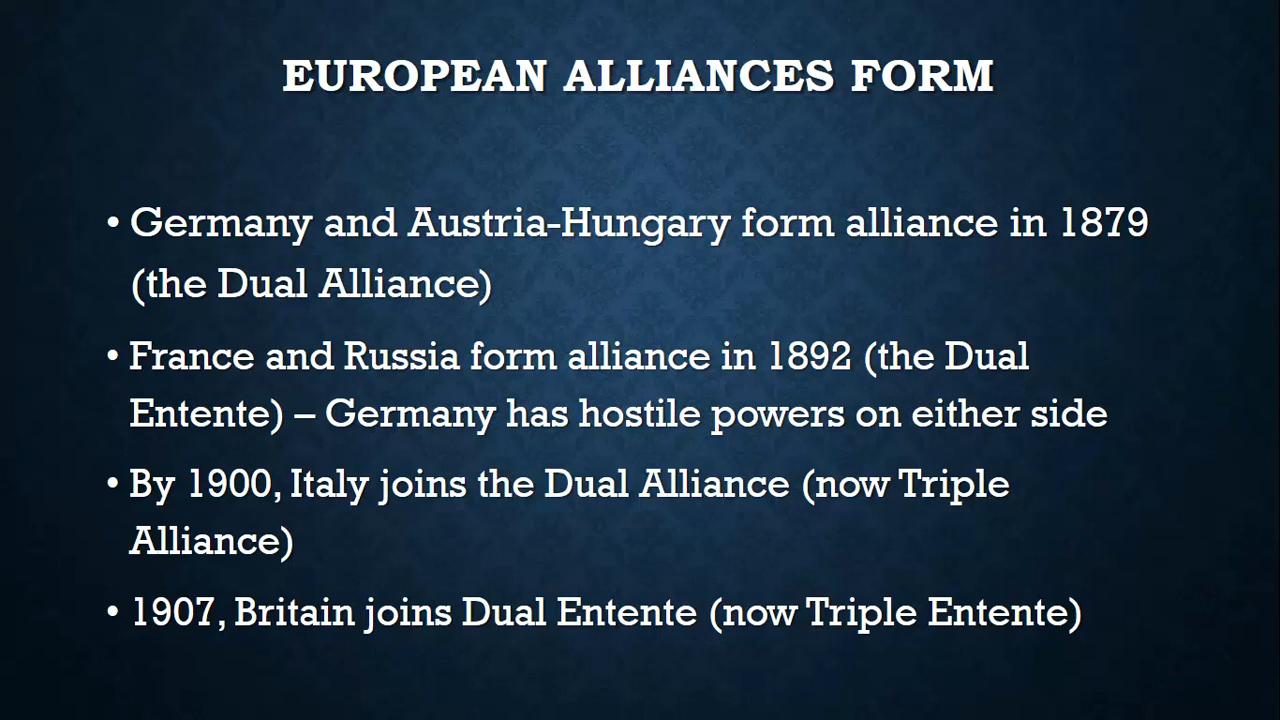 EUROPEAN ALLIANCES FORM
• Germany and Austria-Hungary form alliance in 1879
(the Dual Alliance)
• France and Russia form alliance in 1892 (the Dual
Entente) – Germany has hostile powers on either side
• By 1900, Italy joins the Dual Alliance (now Triple
Alliance)
• 1907, Britain joins Dual Entente (now Triple Entente)